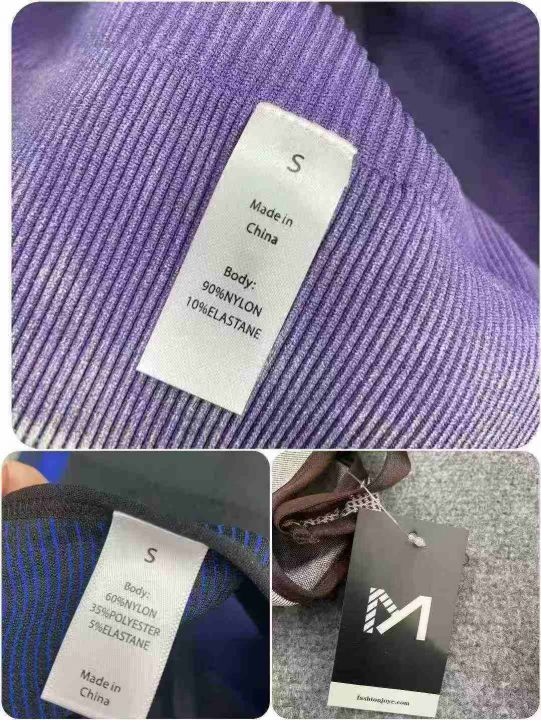 S
Made in
China
Body:
90%NYLON
10%ELASTANE
S
Body:
60%NYLON
35%POLYESTER
5%ELASTANE
Made in
China
M
fashionjoye.com